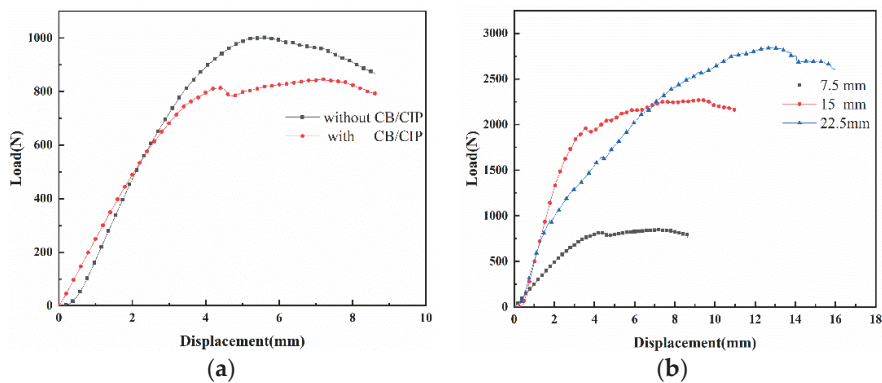 (a)
1000
800
600
400
200
0
Load(N)
without CB/CIP
with CB/CIP
0 2 4 6 8 10
Displacement(mm)
(a)
(b)
3000
2500
2000
1500
1000
500
0
Load(N)
7.5 mm
15 mm
22.5mm
0 2 4 6 8 10 12 14 16 18
Displacement(mm)
(b)